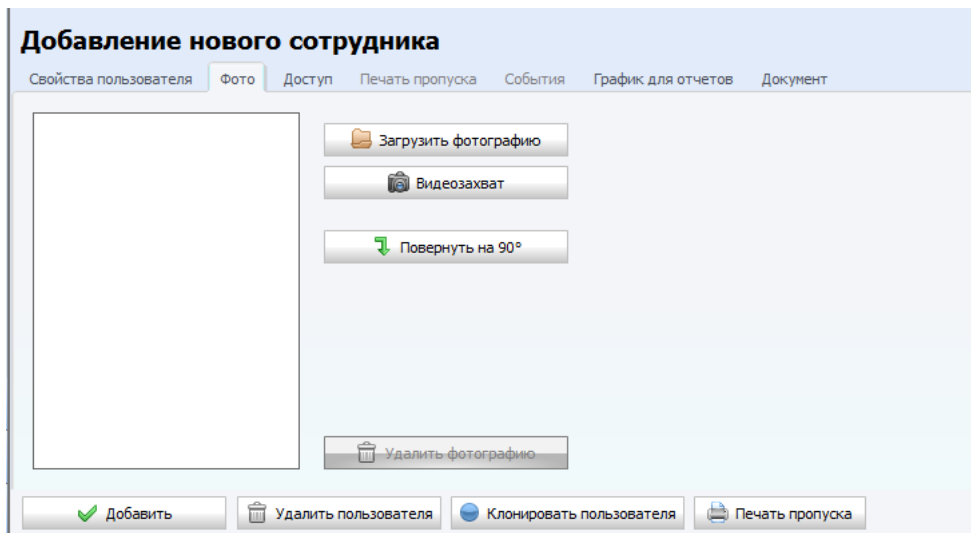 Добавление нового сотрудника
Свойства пользователя Фото Доступ Печать пропуска События График для отчетов Документ
Загрузить фотографию
Видеозахват
Повернуть на 90°
Удалить фотографию
Добавить Удалить пользователя Клонировать пользователя Печать пропуска